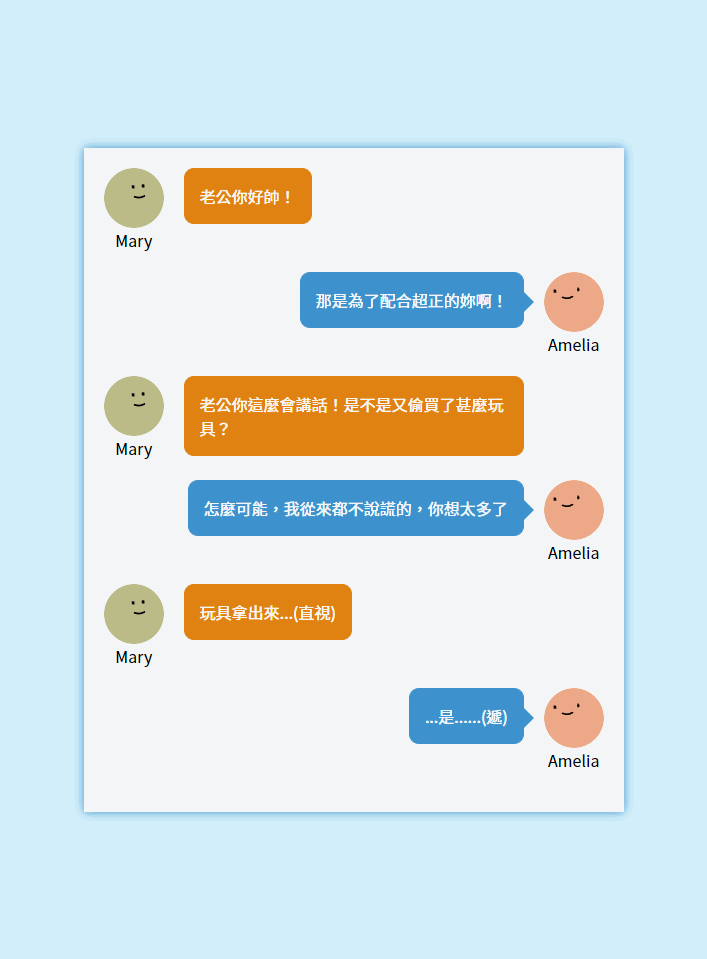 老公你好帥！
Mary
那是為了配合超正的妳啊！
Amelia
老公你這麼會講話！是不是又偷買了甚麼玩
具？
Mary
怎麼可能，我從來都不說謊的，你想太多了
Amelia
玩具拿出來...(直視)
Mary
...是......(遞)
Amelia